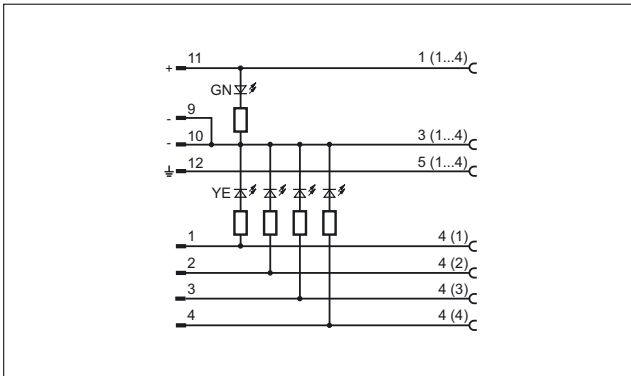 + 11 1 (1...4)
GN
- 9
- 10 3 (1...4)
12 5 (1...4)
YE
1 4 (1)
2 4 (2)
3 4 (3)
4 4 (4)